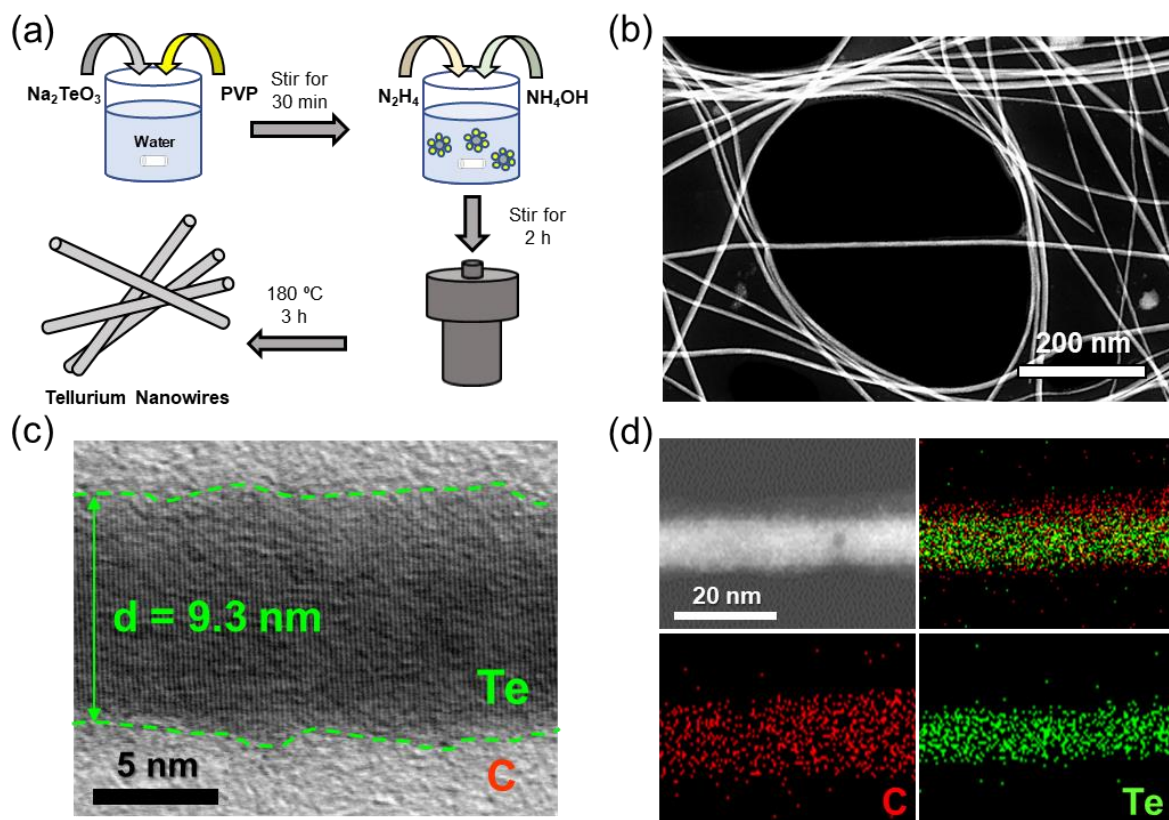 (a)
Na₂TeO₃
PVP
Water
Stir for
30 min
N₂H₄
NH₄OH
Stir for
2 h
180 ºC
3 h
Tellurium Nanowires
(b)
200 nm
(c)
d = 9.3 nm
Te
C
5 nm
(d)
20 nm
C
Te